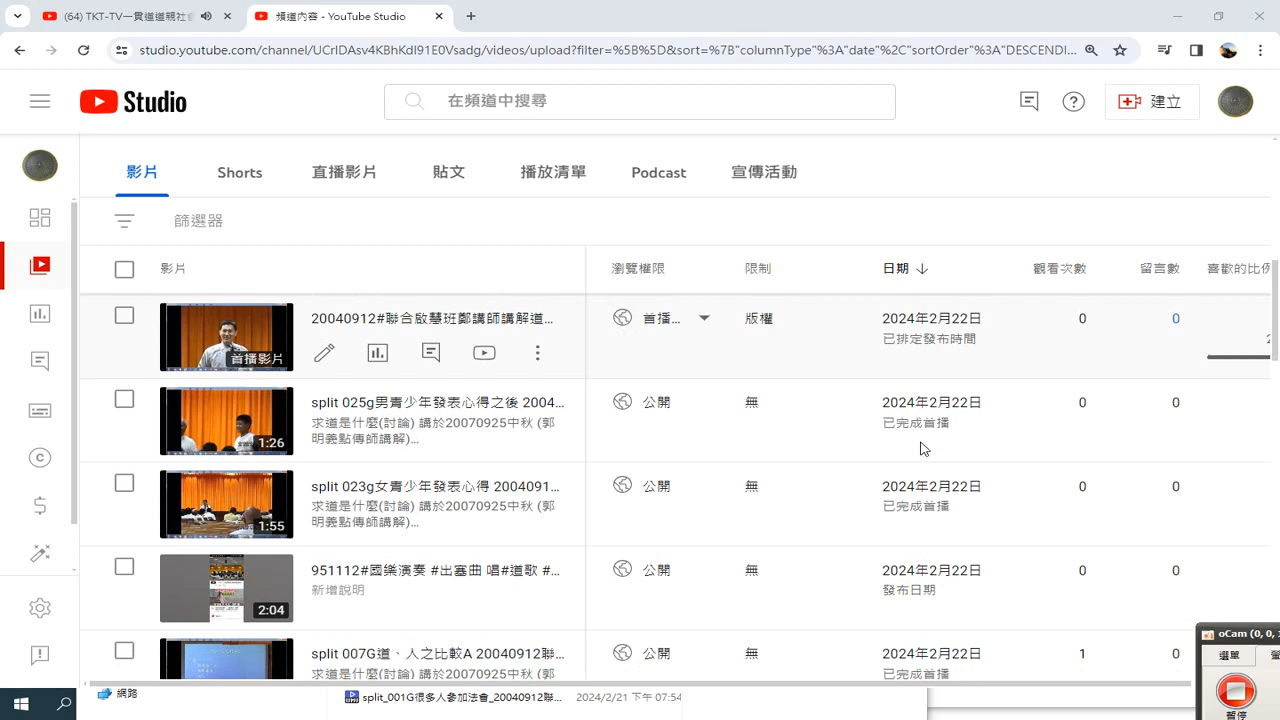 (64) TKT-TV一貫道道親社會
頻道內容 - YouTube Studio
studio.youtube.com/channel/UCrIDAsv4KBhKdI91E0Vsadg/videos/upload?filter=%5B%5D&sort=%7B"columnType"%3A"date"%2C"sortOrder"%3A"DESCENDI...
Studio
在頻道中搜尋
建立
影片 Shorts 直播影片 貼文 播放清單 Podcast 宣傳活動
篩選器
影片 瀏覽權限 限制 日期 ↓ 觀看次數 留言數 喜歡的比例
20040912#聯合啟慧班鄭講師講解道... 首播... 版權 2024年2月22日 0 0
首播影片 已排定發布時間
split 025g男青少年發表心得之後 2004... 公開 無 2024年2月22日 0 0
求道是什麼(討論) 講於20070925中秋 (郭 已完成首播
明義點傳師講解)...
1:26
split 023g女青少年發表心得 2004091... 公開 無 2024年2月22日 0 0
求道是什麼(討論) 講於20070925中秋 (郭 已完成首播
明義點傳師講解)...
1:55
951112#國樂演奏 #出塞曲 唱#道歌 #... 公開 無 2024年2月22日 0 0
新增說明 發布日期
2:04
split 007G道、人之比較A 20040912聯... 公開 無 2024年2月22日 1 0
求道是什麼(討論) 講於20070925中秋 (郭 已完成首播
oCam (0, 0,
選單
暫停
網路
split_001G很多人參加法會_20040912聯... 2024/2/21 下午 07:54